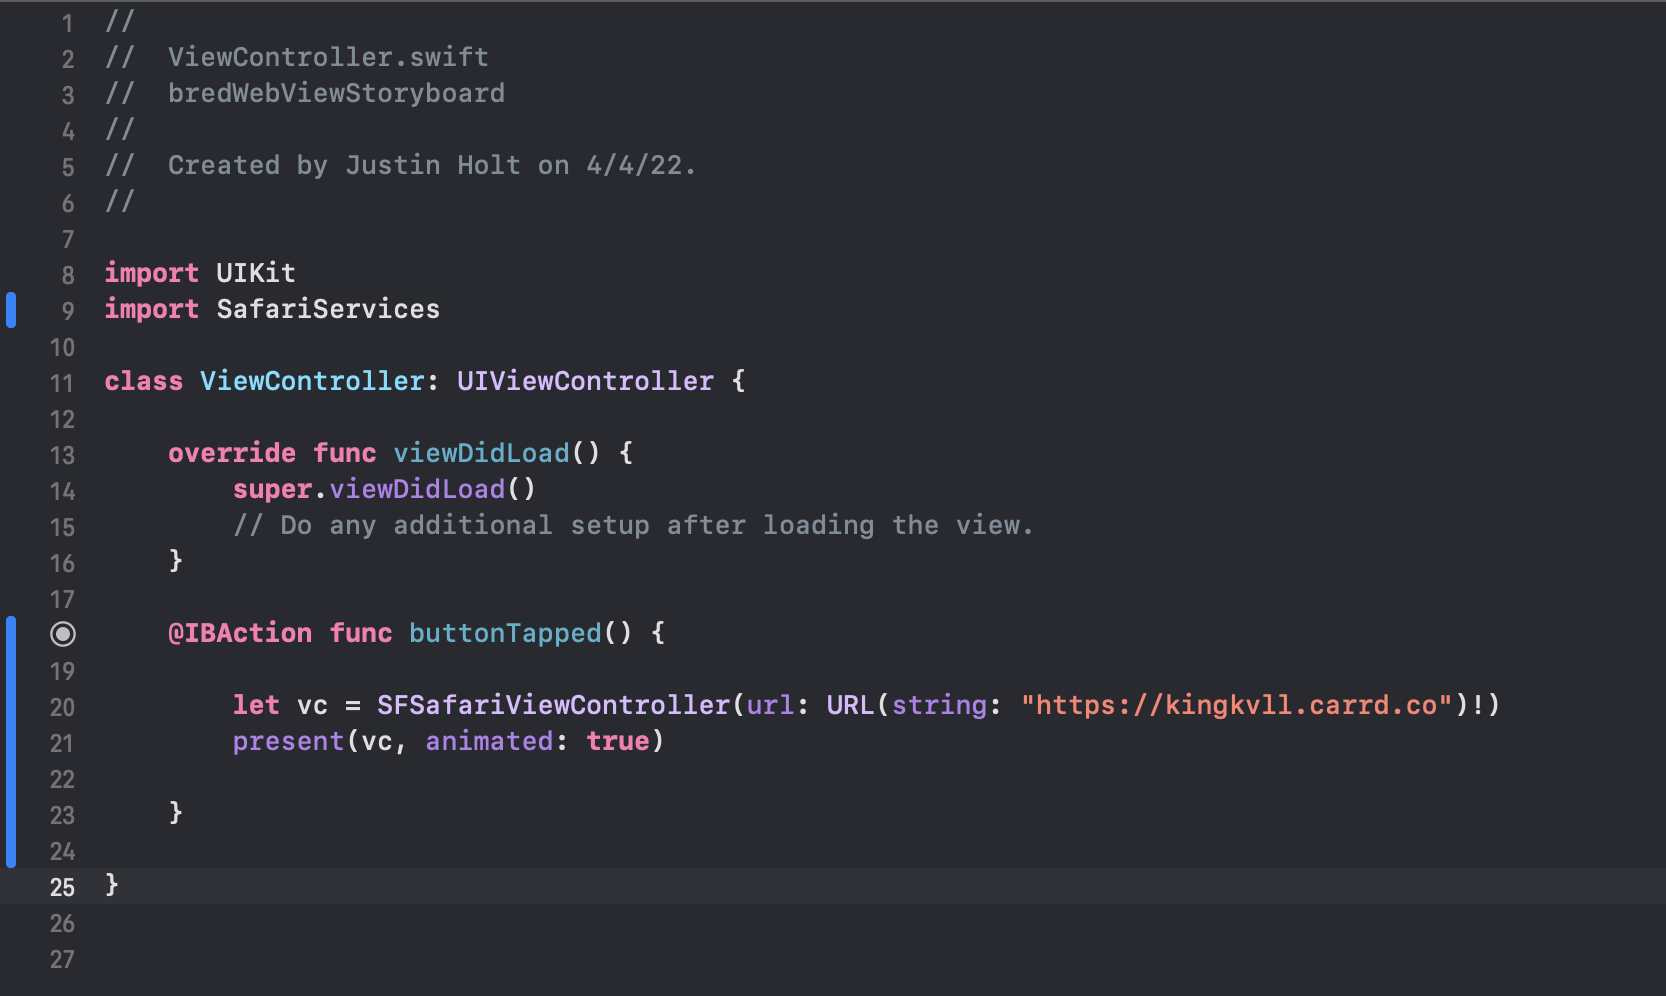 1 //
2 //  ViewController.swift
3 //  bredWebViewStoryboard
4 //
5 //  Created by Justin Holt on 4/4/22.
6 //
7
8 import UIKit
9 import SafariServices
10
11 class ViewController: UIViewController {
12
13     override func viewDidLoad() {
14         super.viewDidLoad()
15         // Do any additional setup after loading the view.
16     }
17
    @IBAction func buttonTapped() {
19
20         let vc = SFSafariViewController(url: URL(string: "https://kingkvll.carrd.co")!)
21         present(vc, animated: true)
22
23     }
24
25 }
26
27